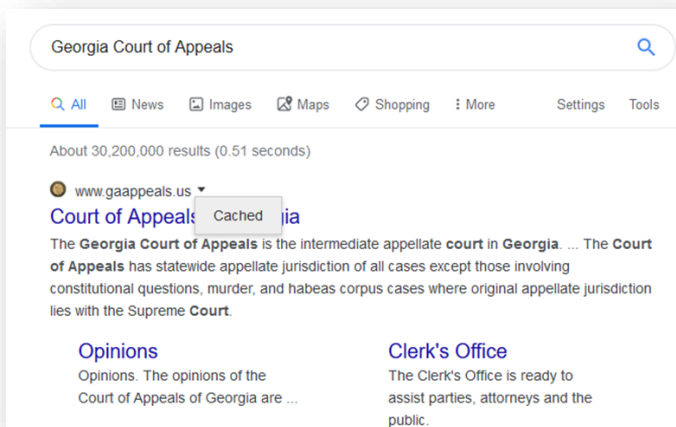 Georgia Court of Appeals
All News Images Maps Shopping More Settings Tools
About 30,200,000 results (0.51 seconds)
www.gaappeals.us
Cached
Court of Appeals ia
The Georgia Court of Appeals is the intermediate appellate court in Georgia. ... The Court
of Appeals has statewide appellate jurisdiction of all cases except those involving
constitutional questions, murder, and habeas corpus cases where original appellate jurisdiction
lies with the Supreme Court.
Opinions
Opinions. The opinions of the
Court of Appeals of Georgia are ...
Clerk's Office
The Clerk's Office is ready to
assist parties, attorneys and the
public.